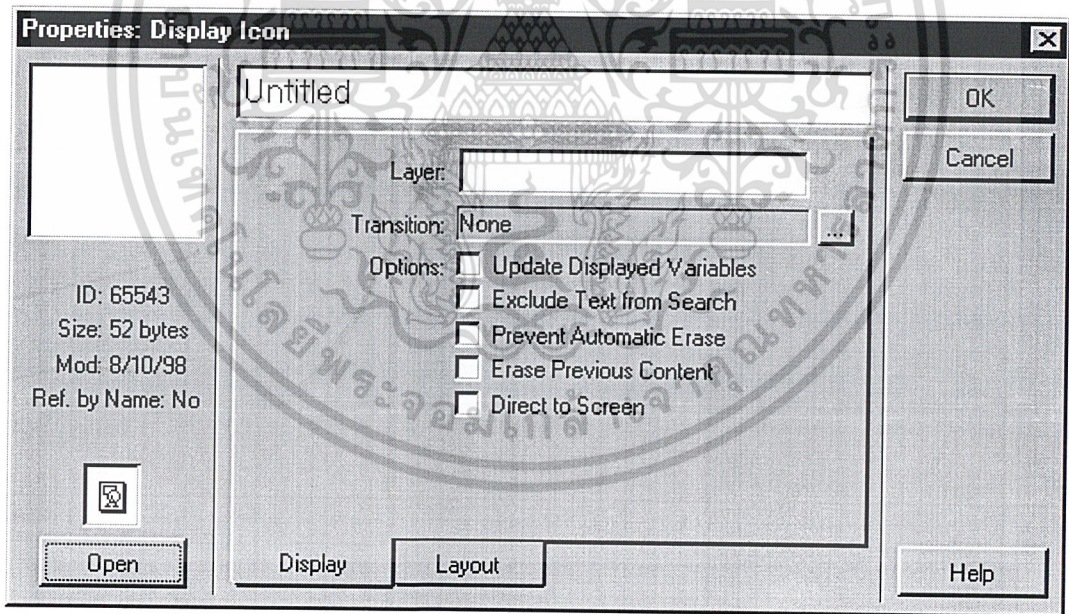 Properties: Display Icon
Untitled
OK
Cancel
Layer:
Transition: None
...
Options: Update Displayed Variables
Exclude Text from Search
Prevent Automatic Erase
Erase Previous Content
Direct to Screen
ID: 65543
Size: 52 bytes
Mod: 8/10/98
Ref. by Name: No
Open
Display
Layout
Help